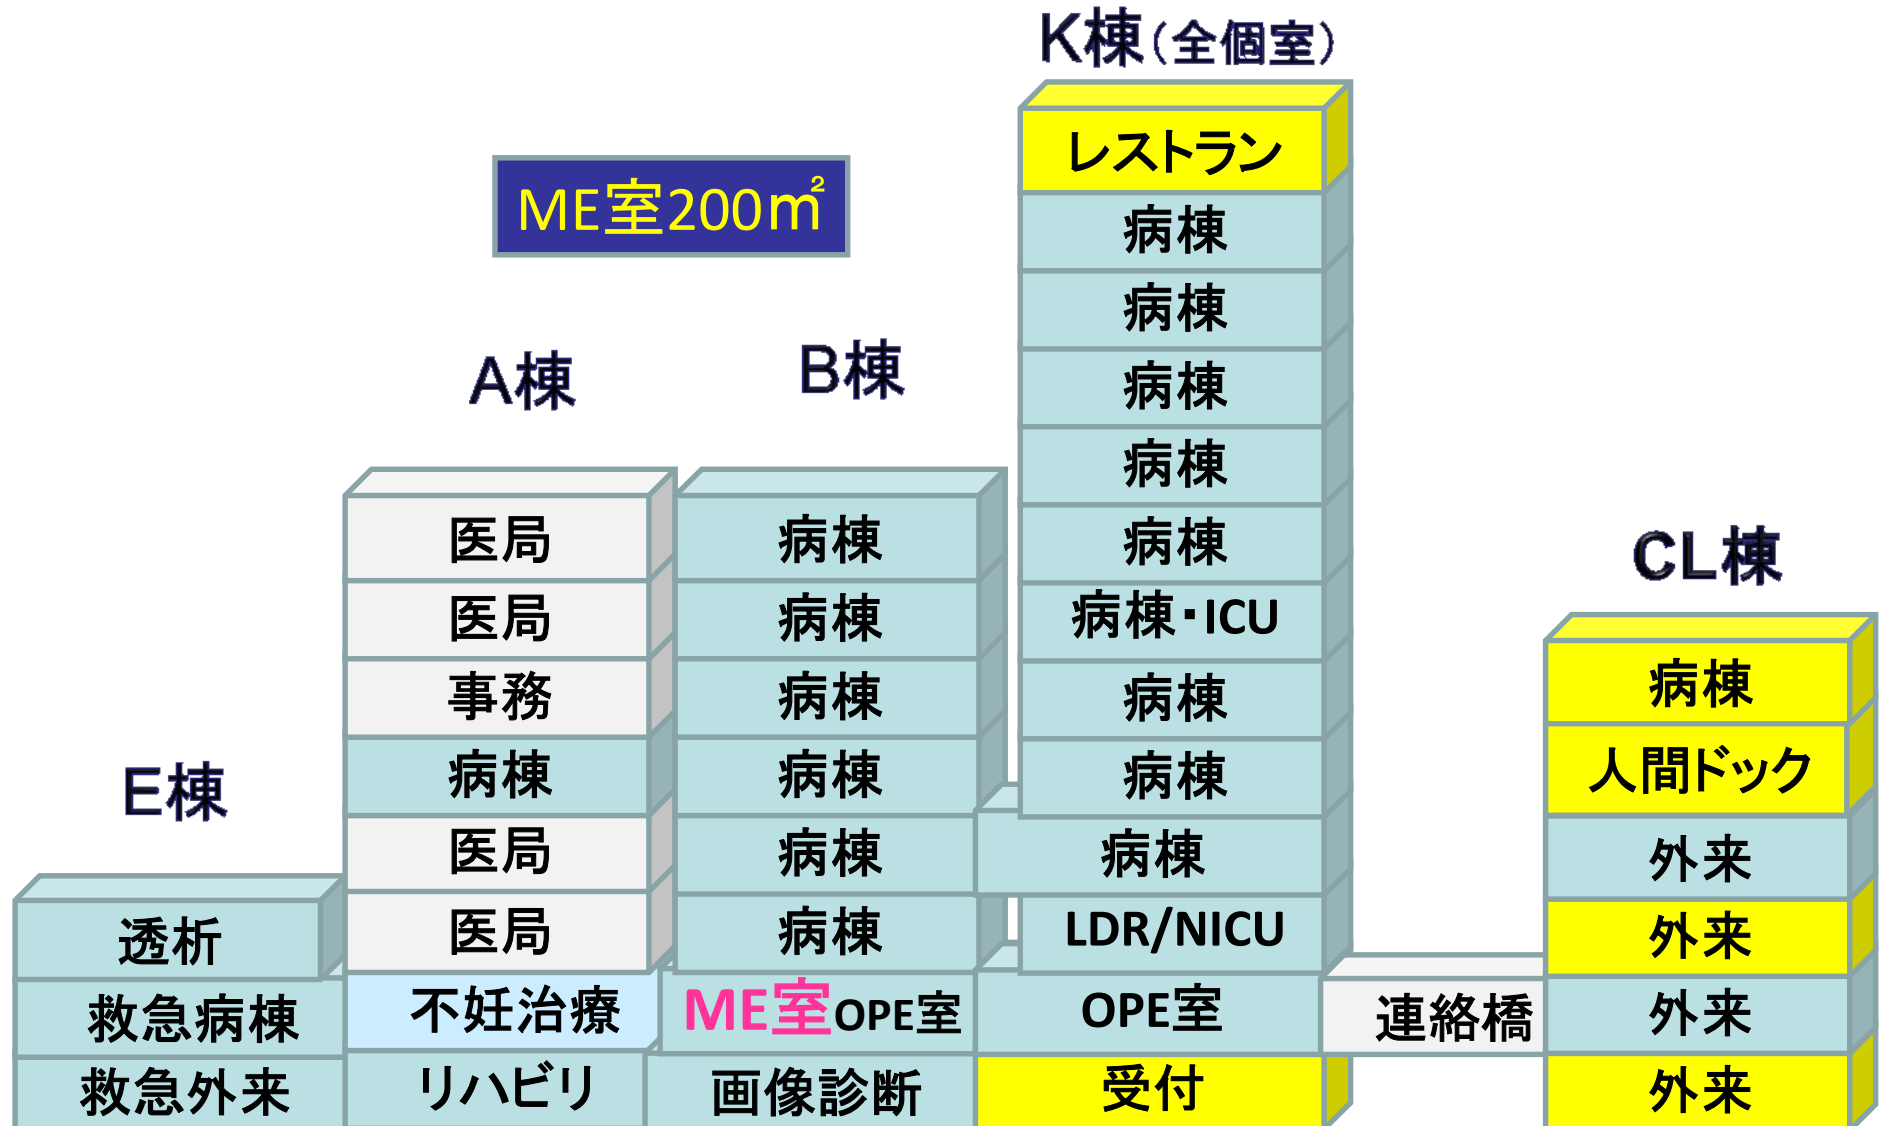 K棟(全個室)
ME室200㎡
A棟
B棟
E棟
CL棟
透析
救急病棟
救急外来
医局
医局
事務
病棟
医局
医局
不妊治療
リハビリ
病棟
病棟
病棟
病棟
病棟
病棟
ME室OPE室
画像診断
レストラン
病棟
病棟
病棟
病棟
病棟
病棟・ICU
病棟
病棟
病棟
LDR/NICU
OPE室
受付
連絡橋
病棟
人間ドック
外来
外来
外来
外来